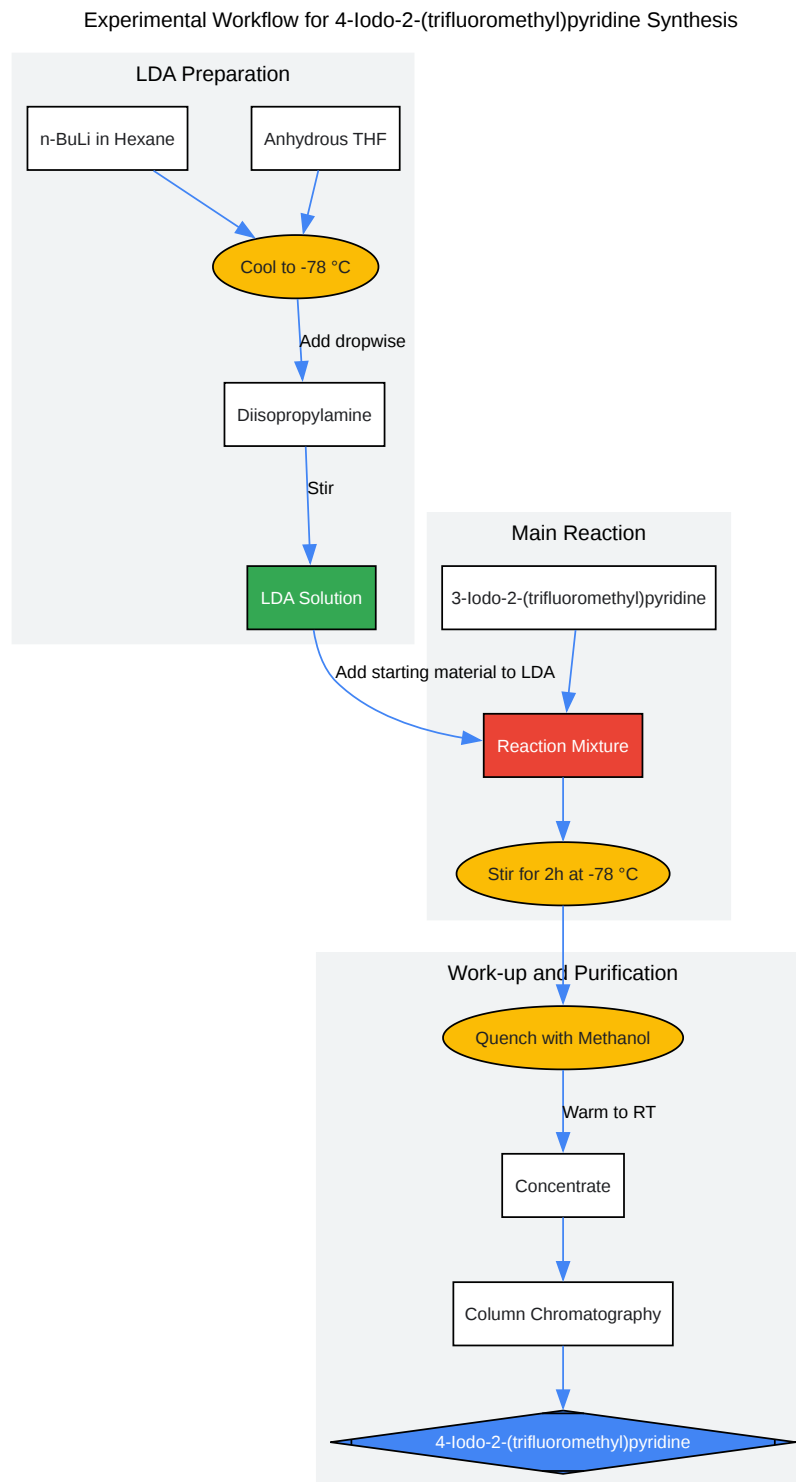 Experimental Workflow for 4-Iodo-2-(trifluoromethyl)pyridine Synthesis
LDA Preparation
n-BuLi in Hexane
Anhydrous THF
Cool to -78 °C
Add dropwise
Diisopropylamine
Stir
LDA Solution
Main Reaction
3-Iodo-2-(trifluoromethyl)pyridine
Add starting material to LDA
Reaction Mixture
Stir for 2h at -78 °C
Work-up and Purification
Quench with Methanol
Warm to RT
Concentrate
Column Chromatography
4-Iodo-2-(trifluoromethyl)pyridine